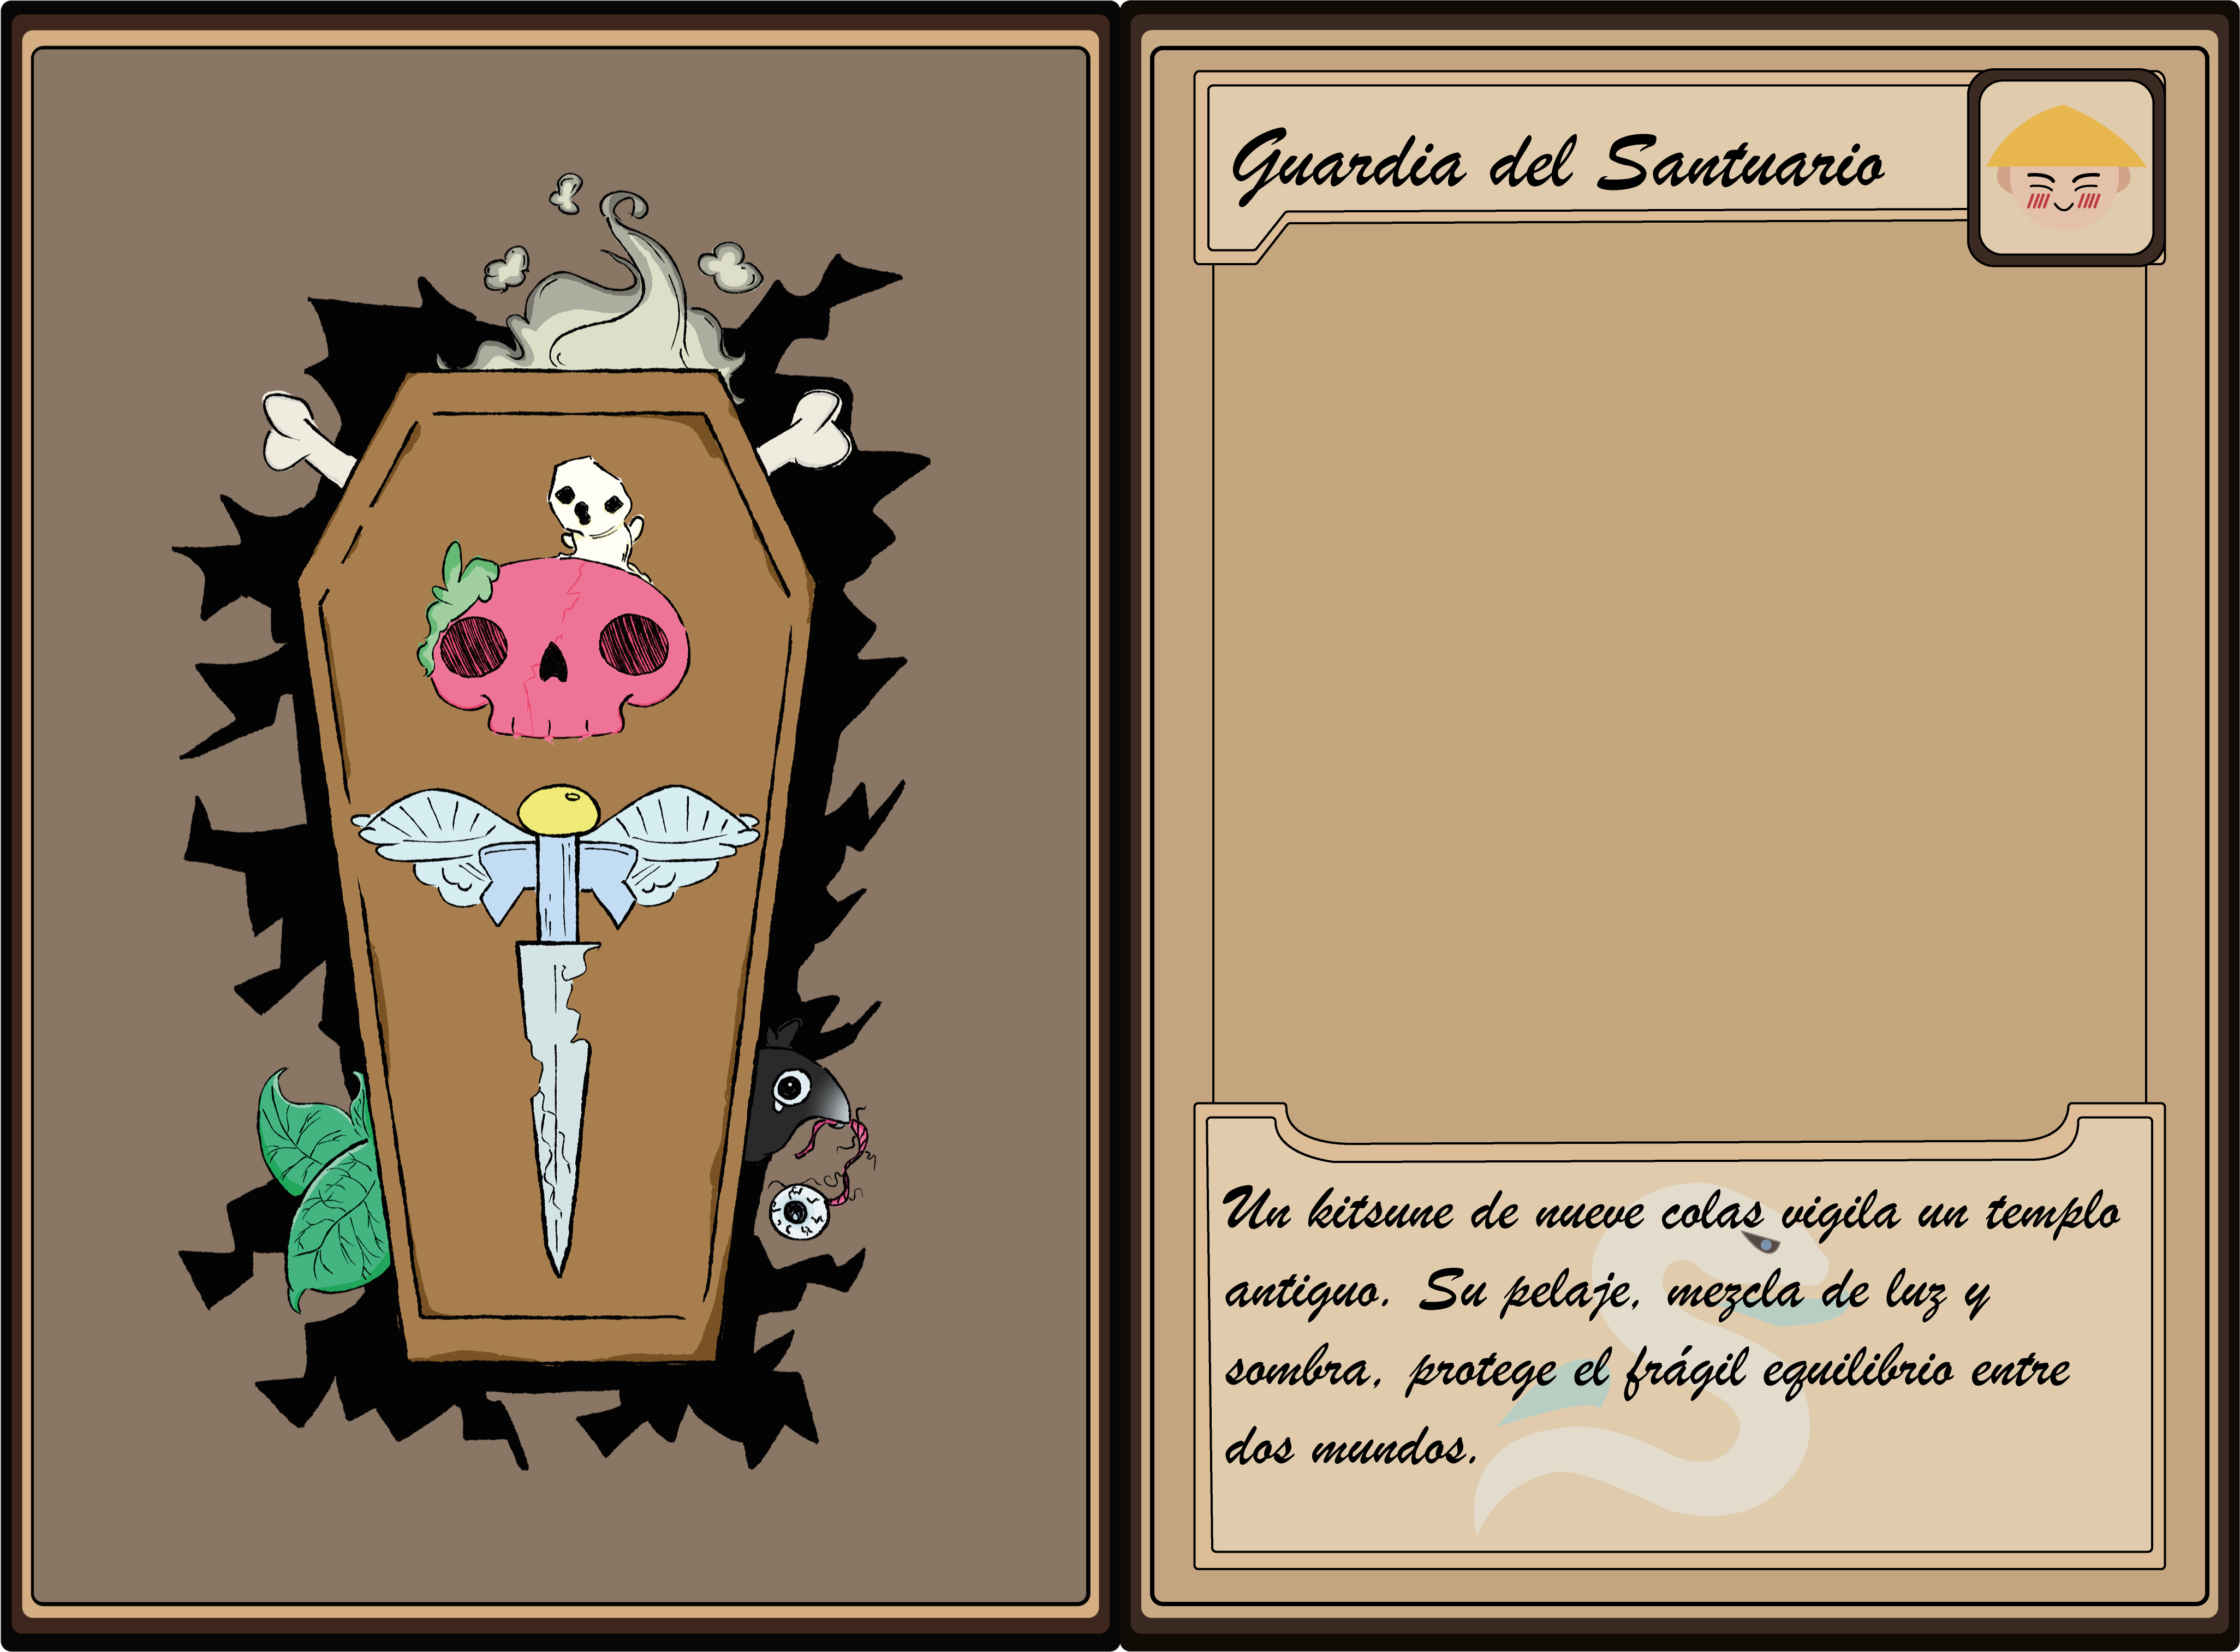 Guardia del Santuario
Un kitsune de nueve colas vigila un templo
antiguo. Su pelaje, mezcla de luz y
sombra, protege el frágil equilibrio entre
dos mundos.